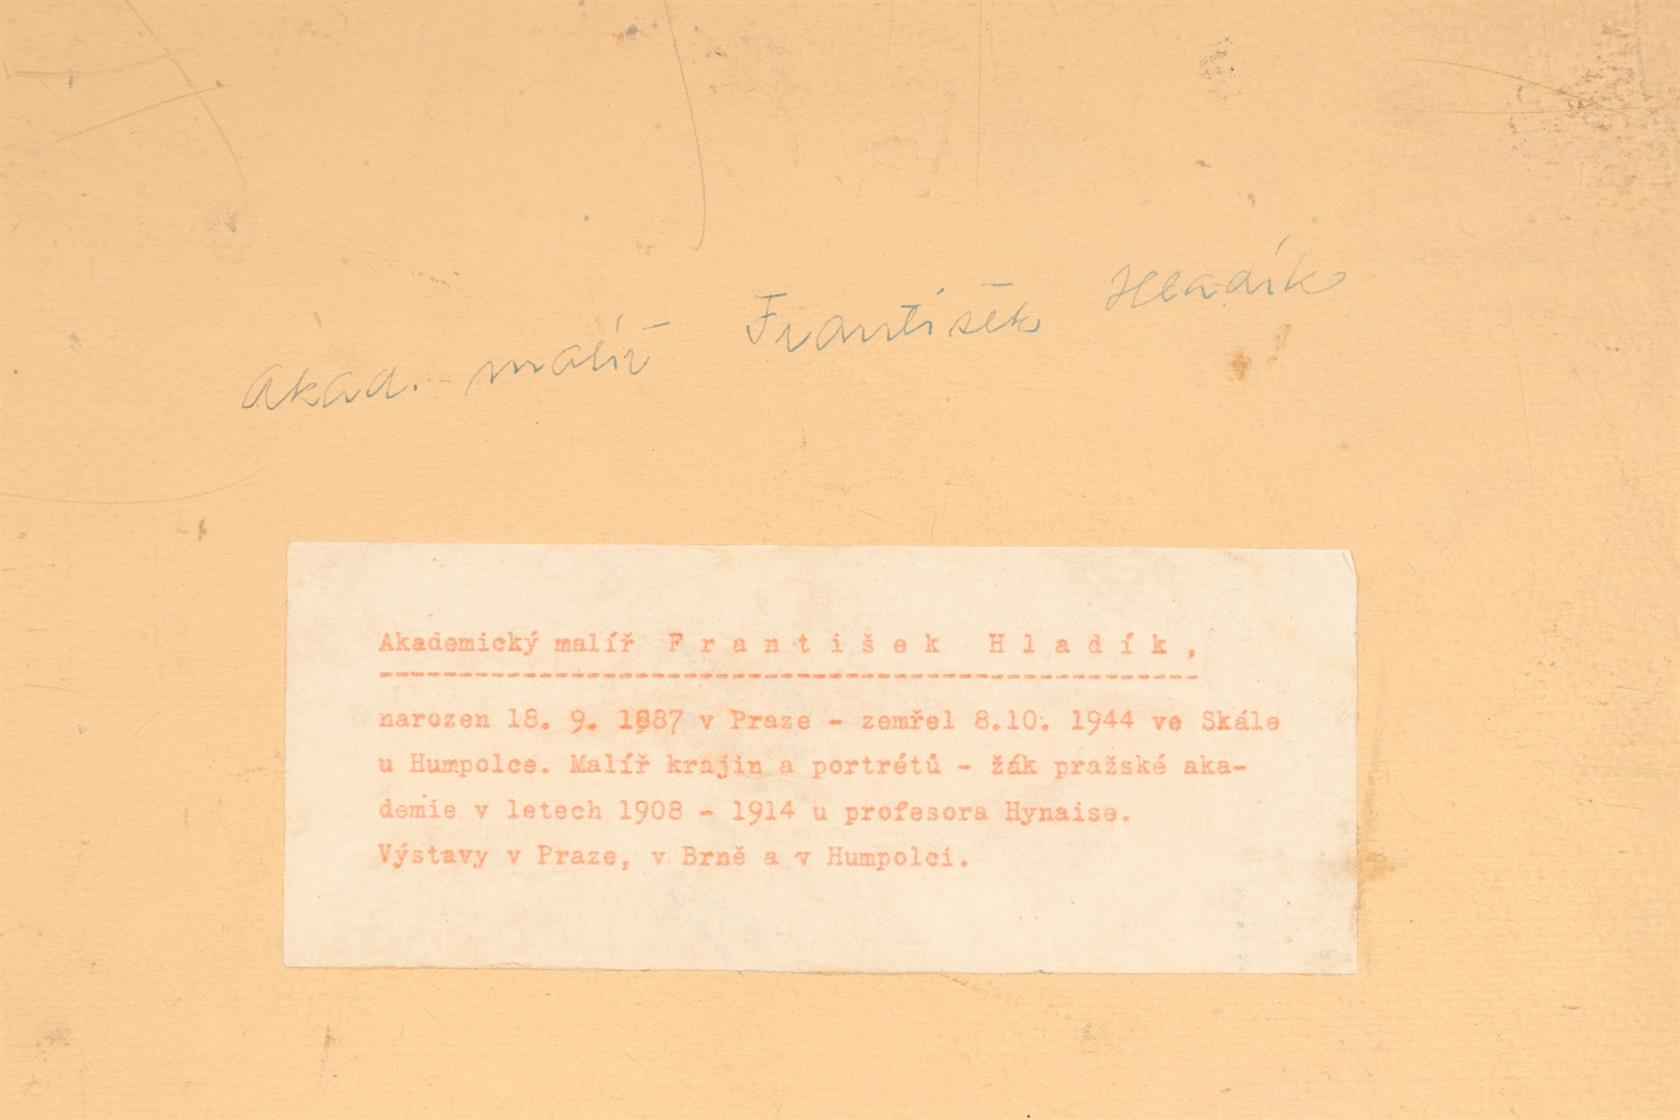 Akad. malíř František Hladík
Akademický malíř F r a n t i š e k H l a d í k ,
narozen 18. 9. 1887 v Praze - zemřel 8.10. 1944 ve Skále
u Humpolce. Malíř krajin a portrétů - žák pražské aka-
demie v letech 1908 - 1914 u profesora Hynaise.
Výstavy v Praze, v Brně a v Humpolci.